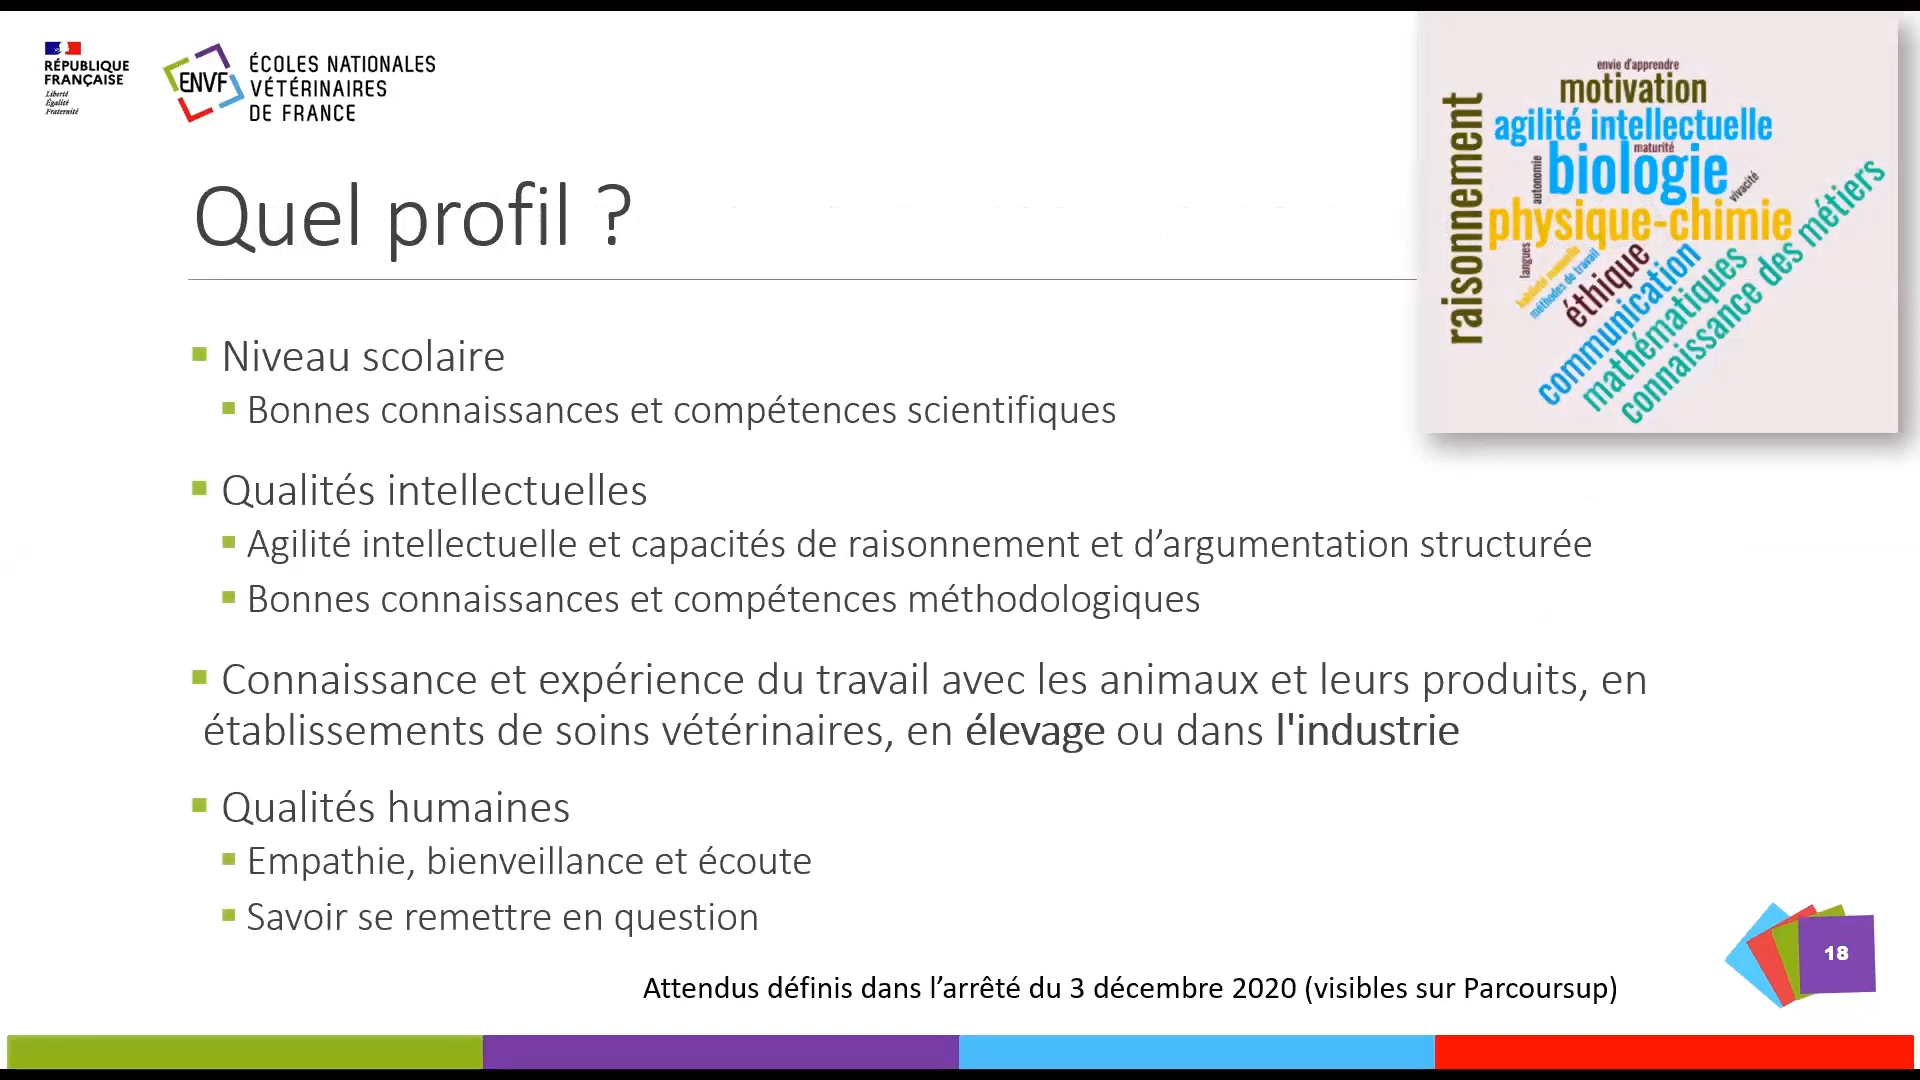 RÉPUBLIQUE
FRANÇAISE
Liberté
Égalité
Fraternité
ENVF
ÉCOLES NATIONALES
VÉTÉRINAIRES
DE FRANCE
envie d'apprendre
motivation
raisonnement
agilité intellectuelle
maturité
autonomie
biologie
vivacité
physique-chimie
langues
habileté manuelle
méthodes de travail
éthique
communication
mathématiques
connaissance des métiers
Quel profil ?
Niveau scolaire
Bonnes connaissances et compétences scientifiques
Qualités intellectuelles
Agilité intellectuelle et capacités de raisonnement et d’argumentation structurée
Bonnes connaissances et compétences méthodologiques
Connaissance et expérience du travail avec les animaux et leurs produits, en
établissements de soins vétérinaires, en élevage ou dans l'industrie
Qualités humaines
Empathie, bienveillance et écoute
Savoir se remettre en question
18
Attendus définis dans l’arrêté du 3 décembre 2020 (visibles sur Parcoursup)